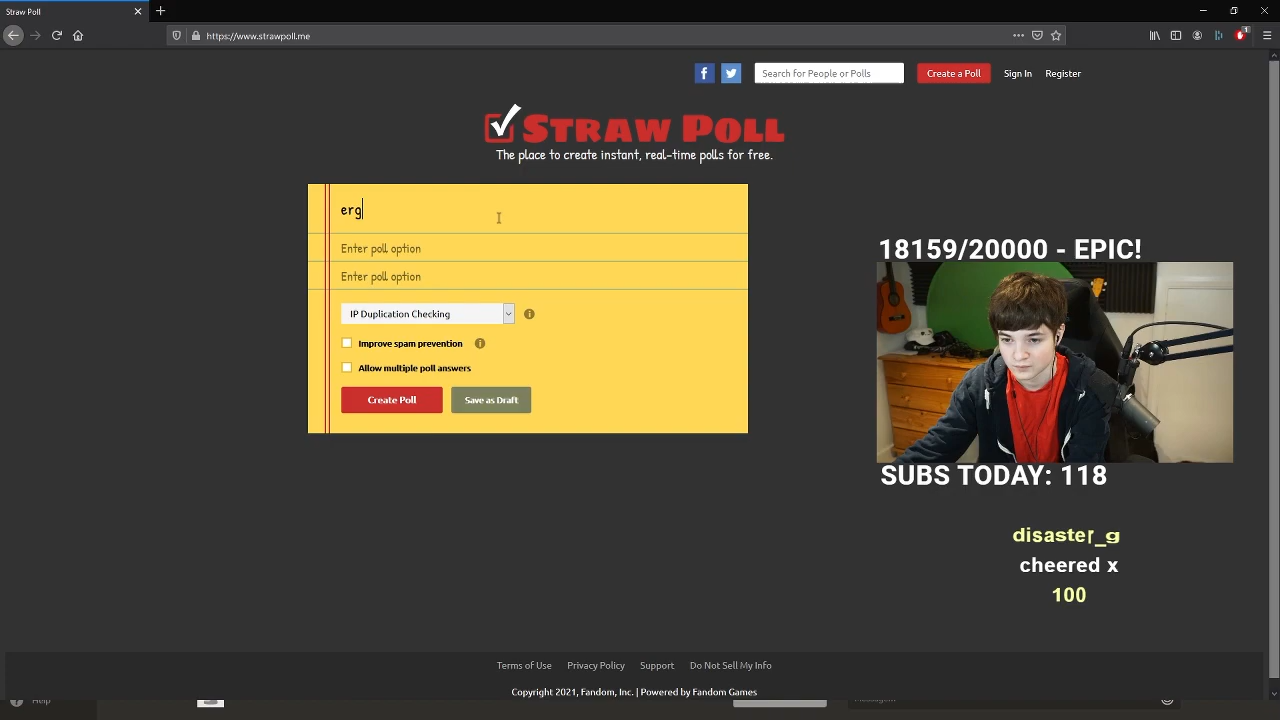 Straw Poll
https://www.strawpoll.me
1
Search for People or Polls
Create a Poll
Sign In
Register
STRAW POLL
The place to create instant, real-time polls for free.
erg
Enter poll option
Enter poll option
IP Duplication Checking
Improve spam prevention
Allow multiple poll answers
Create Poll
Save as Draft
18159/20000 - EPIC!
SUBS TODAY: 118
disaster_g
cheered x
100
Terms of Use
Privacy Policy
Support
Do Not Sell My Info
Copyright 2021, Fandom, Inc. | Powered by Fandom Games
Help